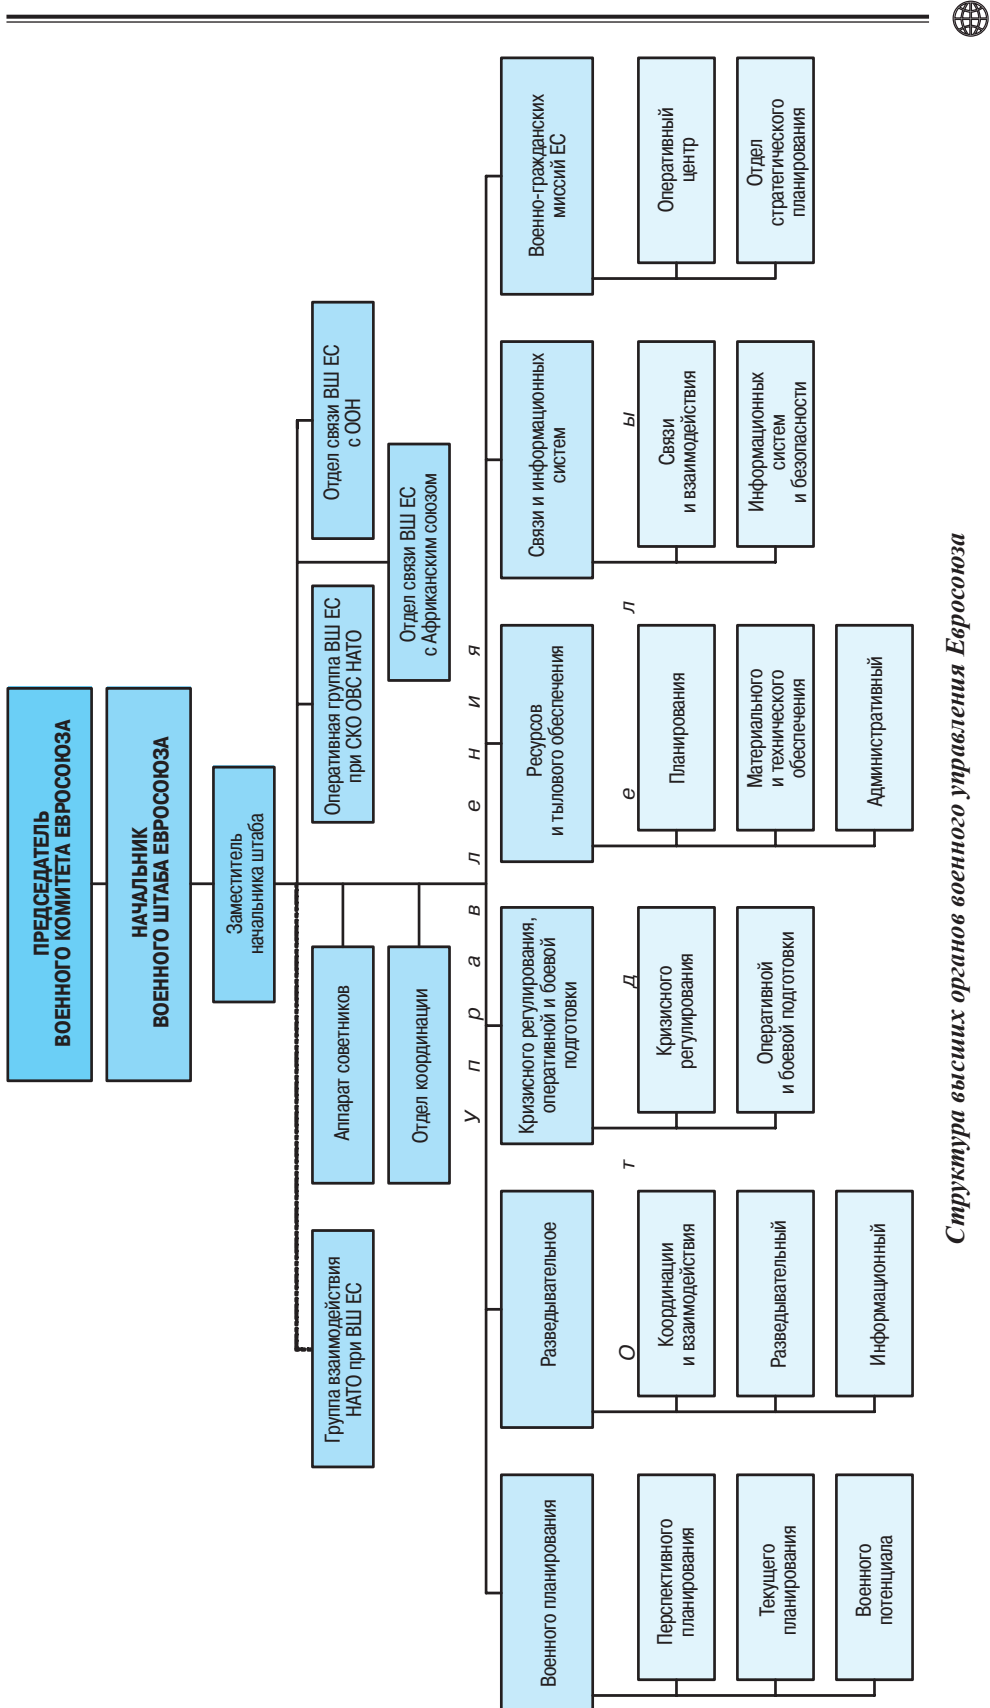 ПРЕДСЕДАТЕЛЬ
ВОЕННОГО КОМИТЕТА ЕВРОСОЮЗА
НАЧАЛЬНИК
ВОЕННОГО ШТАБА ЕВРОСОЮЗА
Заместитель
начальника штаба
Группа взаимодействия
НАТО при ВШ ЕС
Аппарат советников
Оперативная группа ВШ ЕС
при СКО ОВС НАТО
Отдел связи ВШ ЕС
с ООН
Отдел координации
Отдел связи ВШ ЕС
с Африканским союзом
У п р а в л е н и я
Военного планирования
Разведывательное
Кризисного регулирования,
оперативной и боевой
подготовки
Ресурсов
и тылового обеспечения
Связи и информационных
систем
Военно-гражданских
миссий ЕС
О т д е л ы
Перспективного
планирования
Координации
и взаимодействия
Кризисного
регулирования
Планирования
Связи
и взаимодействия
Оперативный
центр
Текущего
планирования
Разведывательный
Оперативной
и боевой подготовки
Материального
и технического
обеспечения
Информационных
систем
и безопасности
Отдел
стратегического
планирования
Военного
потенциала
Информационный
Административный
Структура высших органов военного управления Евросоюза